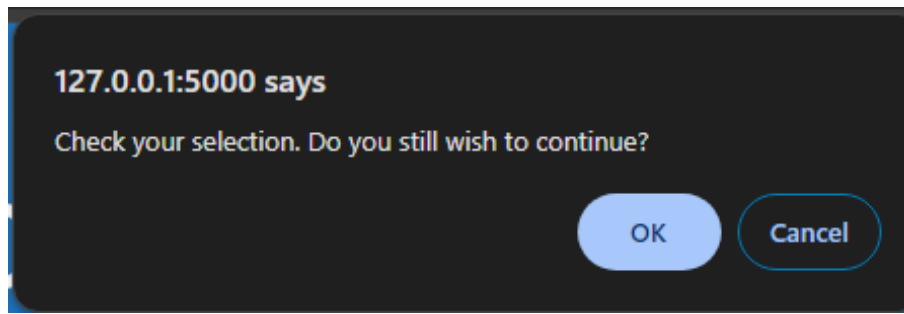 127.0.0.1:5000 says
Check your selection. Do you still wish to continue?
OK
Cancel